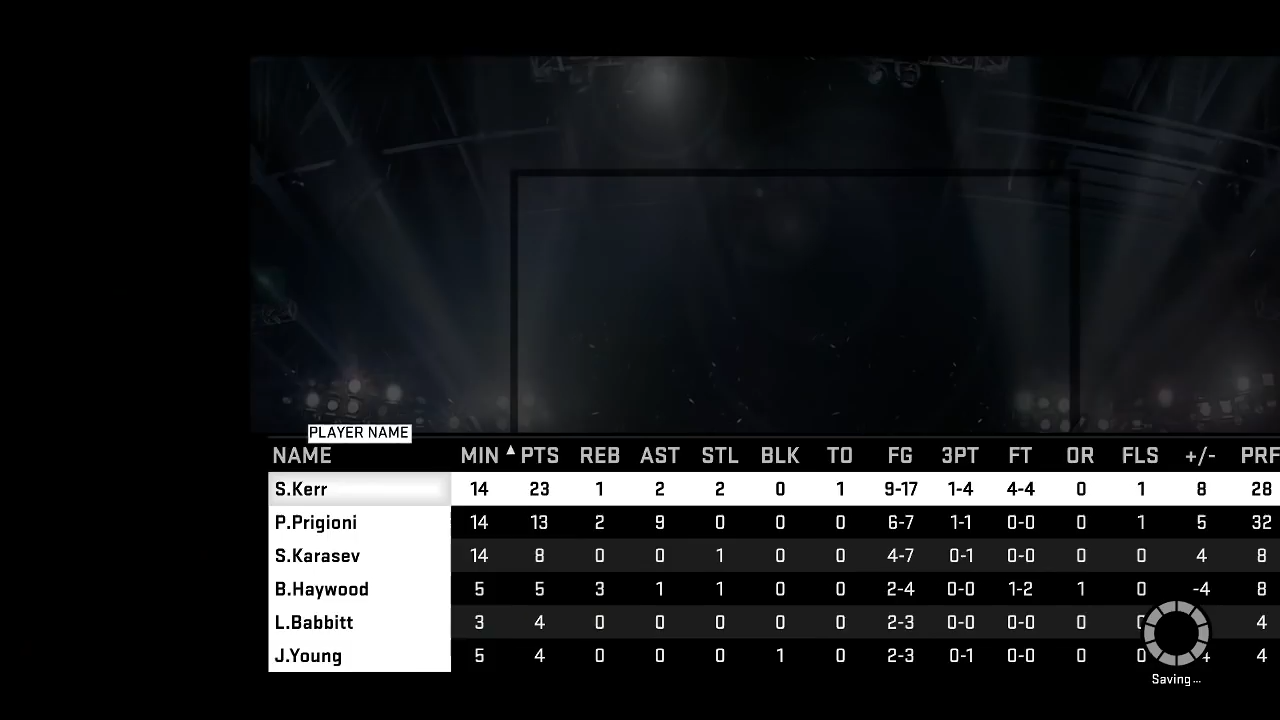 PLAYER NAME
NAME MIN PTS REB AST STL BLK TO FG 3PT FT OR FLS +/- PRF
S.Kerr 14 23 1 2 2 0 1 9-17 1-4 4-4 0 1 8 28
P.Prigioni 14 13 2 9 0 0 0 6-7 1-1 0-0 0 1 5 32
S.Karasev 14 8 0 0 1 0 0 4-7 0-1 0-0 0 0 4 8
B.Haywood 5 5 3 1 1 0 0 2-4 0-0 1-2 1 0 -4 8
L.Babbitt 3 4 0 0 0 0 0 2-3 0-0 0-0 0 0 4
J.Young 5 4 0 0 0 1 0 2-3 0-1 0-0 0 0 4
Saving...